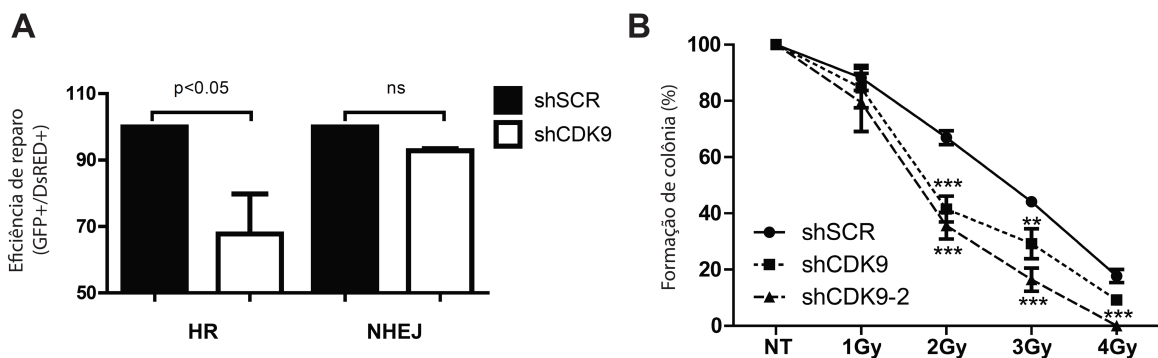 A
Eficiência de reparo
(GFP+/DsRED+)
110
90
70
50
p<0.05
ns
HR
NHEJ
shSCR
shCDK9
B
Formação de colônia (%)
100
80
60
40
20
0
***
***
**
***
***
shSCR
shCDK9
shCDK9-2
NT
1Gy
2Gy
3Gy
4Gy